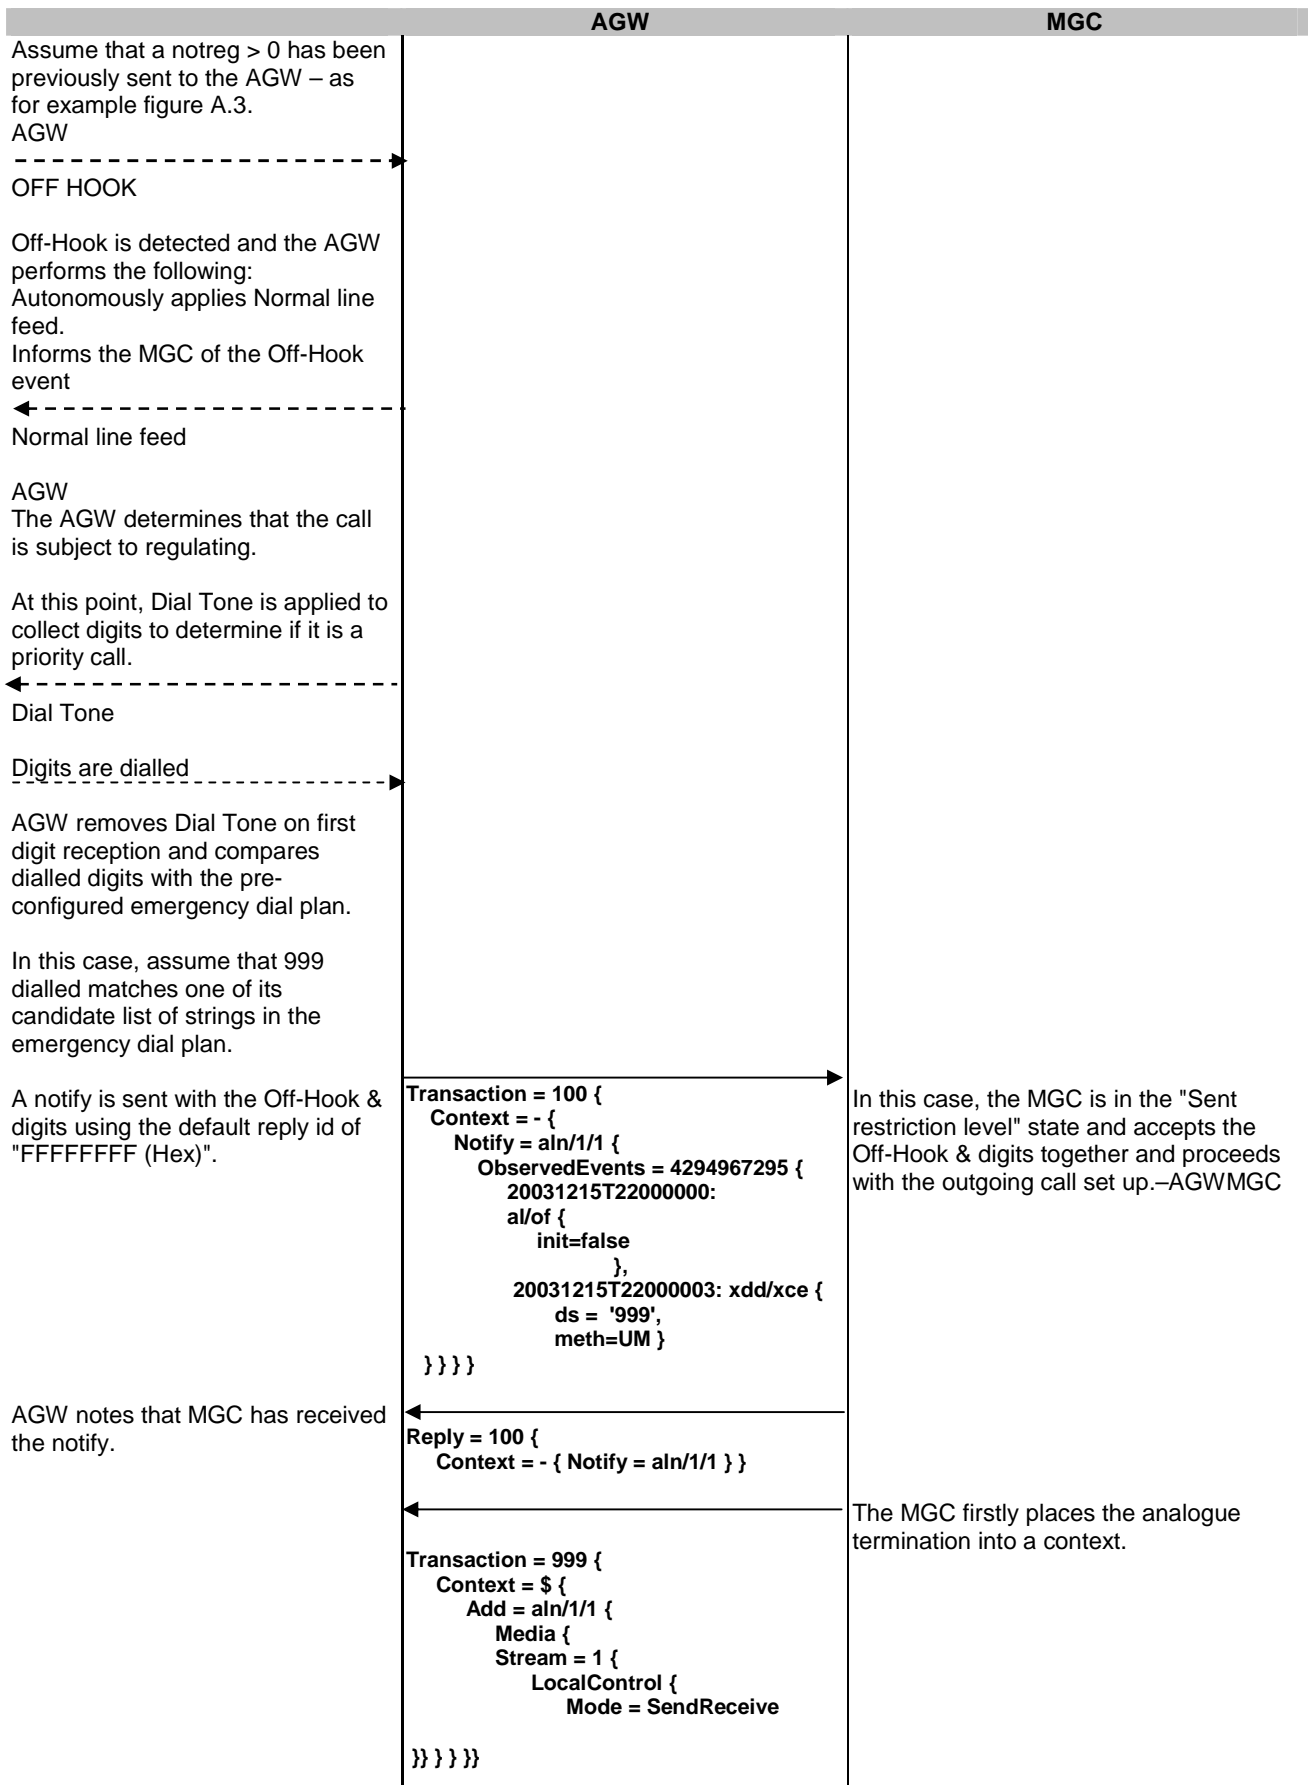 AGW MGC
Assume that a notreg > 0 has been
previously sent to the AGW – as
for example figure A.3.
AGW
OFF HOOK
Off-Hook is detected and the AGW
performs the following:
Autonomously applies Normal line
feed.
Informs the MGC of the Off-Hook
event
Normal line feed
AGW
The AGW determines that the call
is subject to regulating.
At this point, Dial Tone is applied to
collect digits to determine if it is a
priority call.
Dial Tone
Digits are dialled
AGW removes Dial Tone on first
digit reception and compares
dialled digits with the pre-
configured emergency dial plan.
In this case, assume that 999
dialled matches one of its
candidate list of strings in the
emergency dial plan.
A notify is sent with the Off-Hook &
digits using the default reply id of
"FFFFFFFF (Hex)".
Transaction = 100 {
Context = - {
Notify = aln/1/1 {
ObservedEvents = 4294967295 {
20031215T22000000:
al/of {
init=false
},
20031215T22000003: xdd/xce {
ds = '999',
meth=UM }
} } } }
In this case, the MGC is in the "Sent
restriction level" state and accepts the
Off-Hook & digits together and proceeds
with the outgoing call set up.–AGWMGC
AGW notes that MGC has received
the notify.
Reply = 100 {
Context = - { Notify = aln/1/1 } }
The MGC firstly places the analogue
termination into a context.
Transaction = 999 {
Context = $ {
Add = aln/1/1 {
Media {
Stream = 1 {
LocalControl {
Mode = SendReceive
}} } } }}